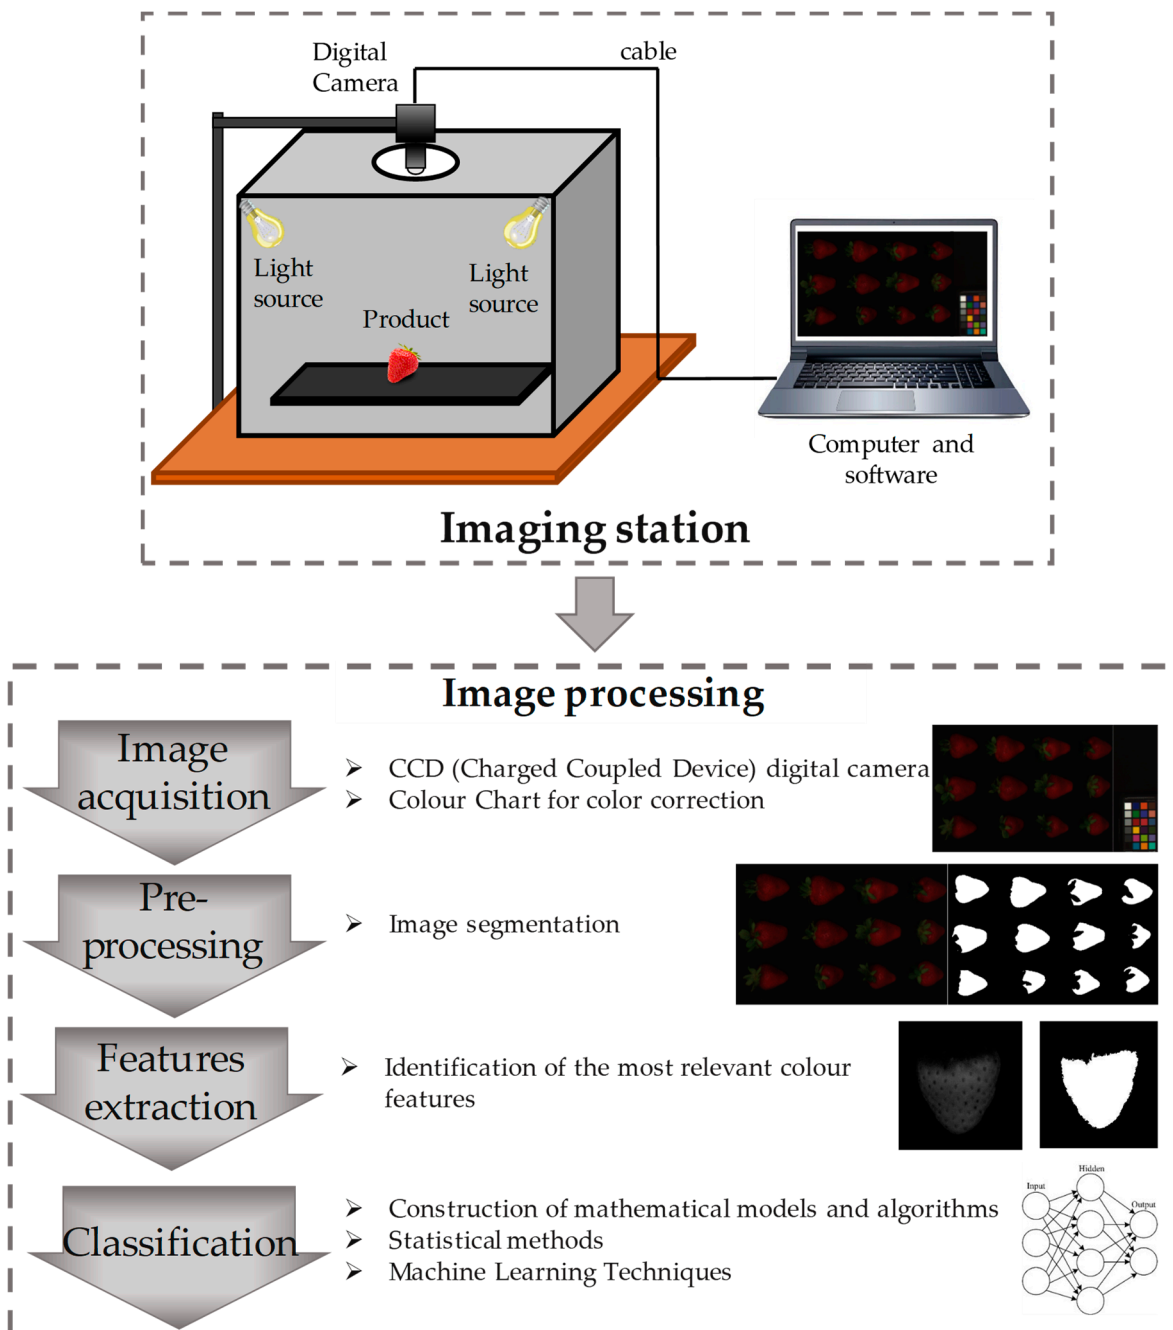 Digital
Camera
cable
Light
source
Light
source
Product
Computer and
software
Imaging station
Image processing
Image
acquisition
➢ CCD (Charged Coupled Device) digital camera
➢ Colour Chart for color correction
Pre-
processing
➢ Image segmentation
Features
extraction
➢ Identification of the most relevant colour
features
Classification
➢ Construction of mathematical models and algorithms
➢ Statistical methods
➢ Machine Learning Techniques
Input
Hidden
Output